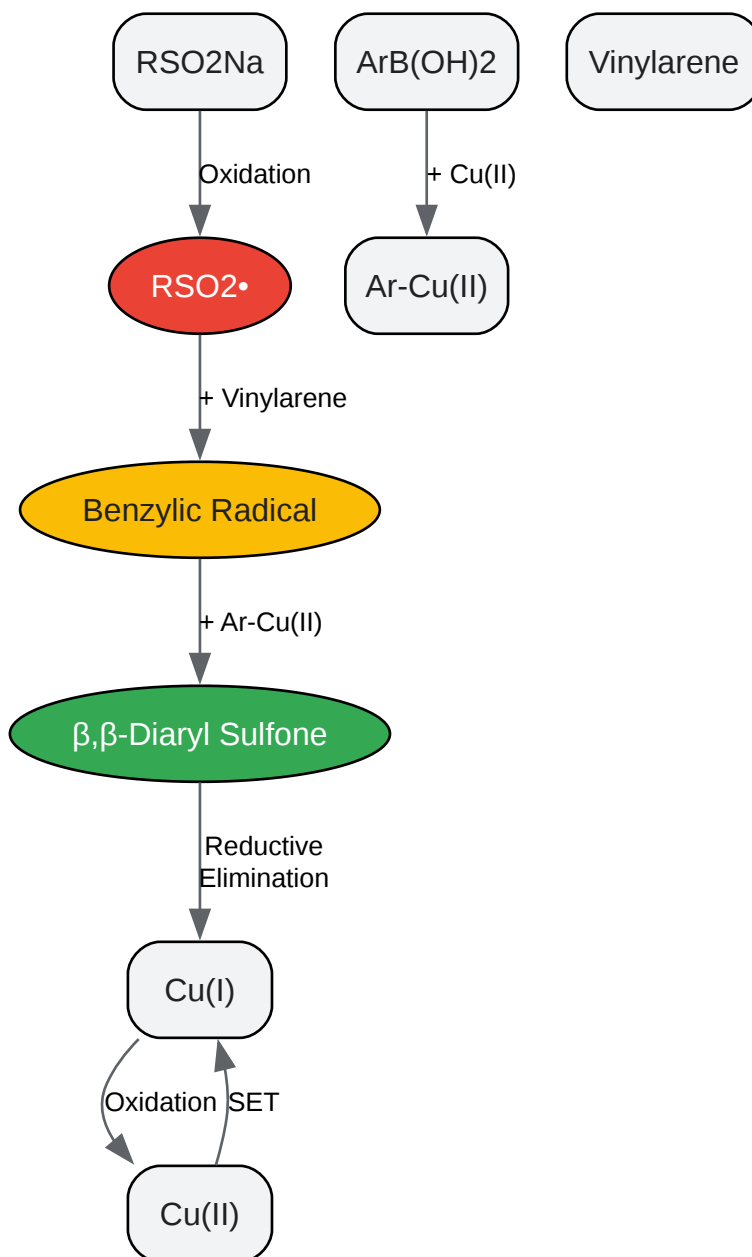 RSO2Na
ArB(OH)2
Vinylarene
Oxidation
+ Cu(II)
RSO2•
Ar-Cu(II)
+ Vinylarene
Benzylic Radical
+ Ar-Cu(II)
β,β-Diaryl Sulfone
Reductive
Elimination
Cu(I)
Oxidation
SET
Cu(II)